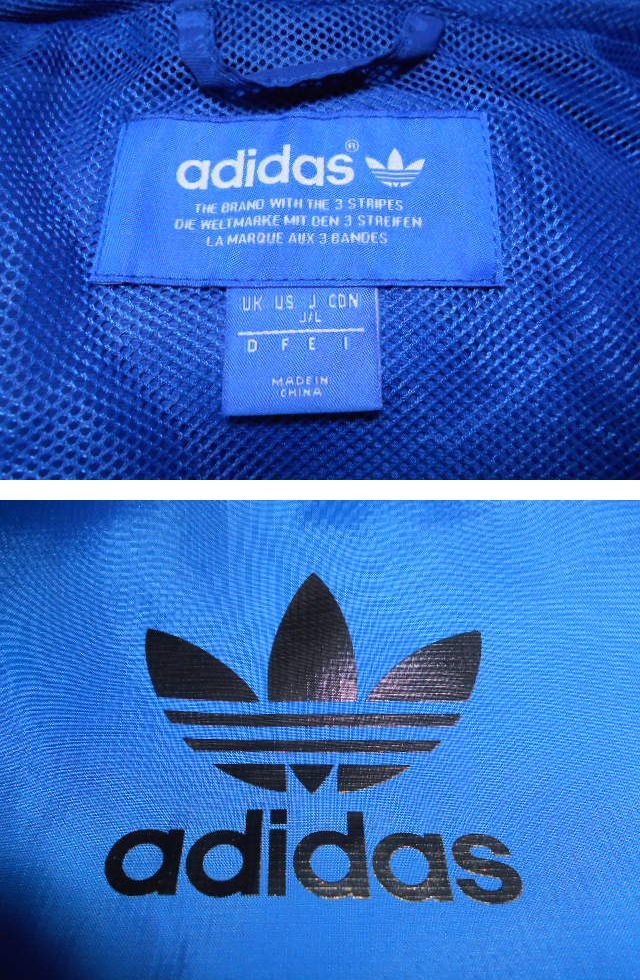 adidas®
THE BRAND WITH THE 3 STRIPES
DIE WELTMARKE MIT DEN 3 STREIFEN
LA MARQUE AUX 3 BANDES
UK US J CDN
J/L
D F E I
MADE IN
CHINA
adidas